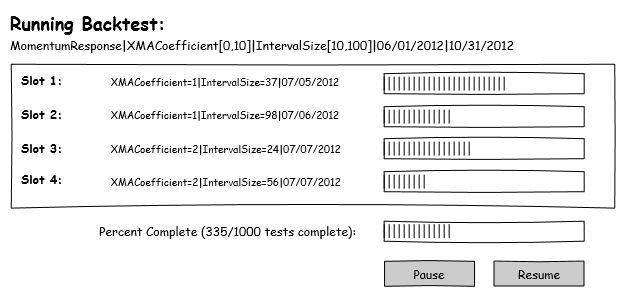 Running Backtest:
MomentumResponse|XMACoefficient[0,10]|IntervalSize[10,100]|06/01/2012|10/31/2012
Slot 1: XMACoefficient=1|IntervalSize=37|07/05/2012
Slot 2: XMACoefficient=1|IntervalSize=98|07/06/2012
Slot 3: XMACoefficient=2|IntervalSize=24|07/07/2012
Slot 4: XMACoefficient=2|IntervalSize=56|07/07/2012
Percent Complete (335/1000 tests complete):
Pause Resume